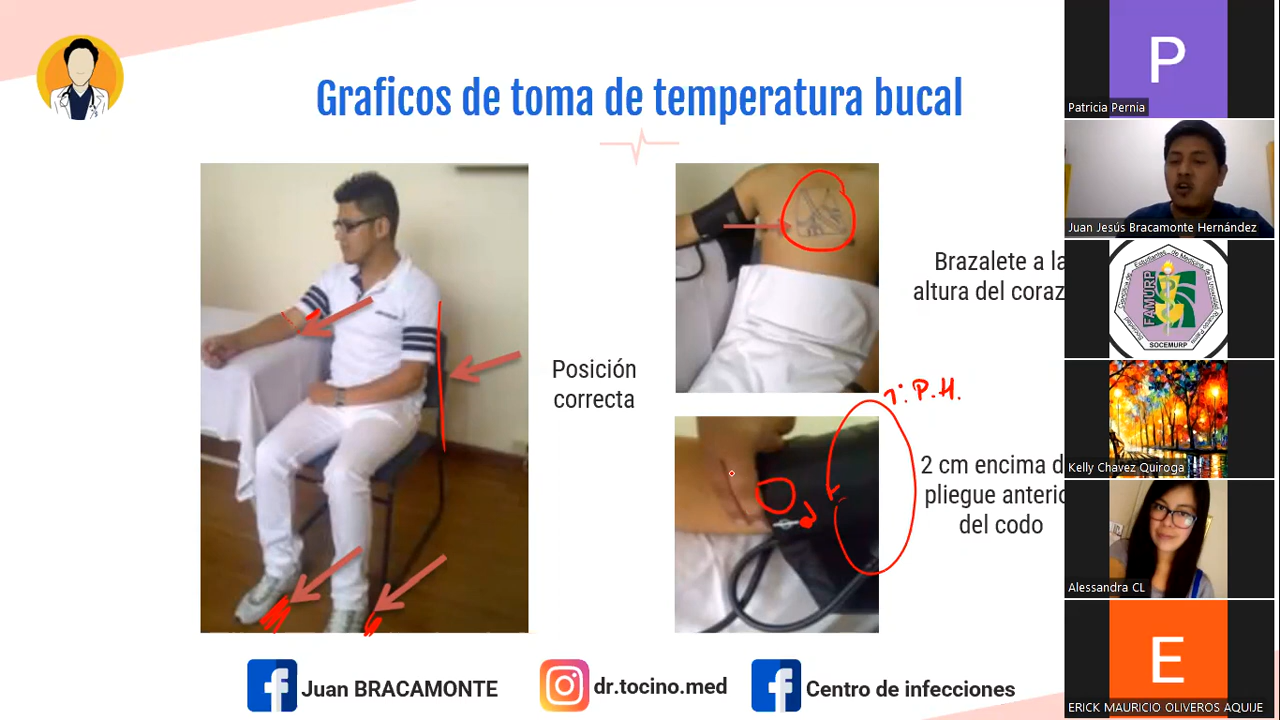 Graficos de toma de temperatura bucal
Posición
correcta
Brazalete a la
altura del coraz
1: P.H.
2 cm encima d
pliegue anterio
del codo
Juan BRACAMONTE
dr.tocino.med
Centro de infecciones
P
Patricia Pernia
Juan Jesús Bracamonte Hernández
FAMURP
SOCEMURP
Kelly Chavez Quiroga
Alessandra CL
E
ERICK MAURICIO OLIVEROS AQUIJE